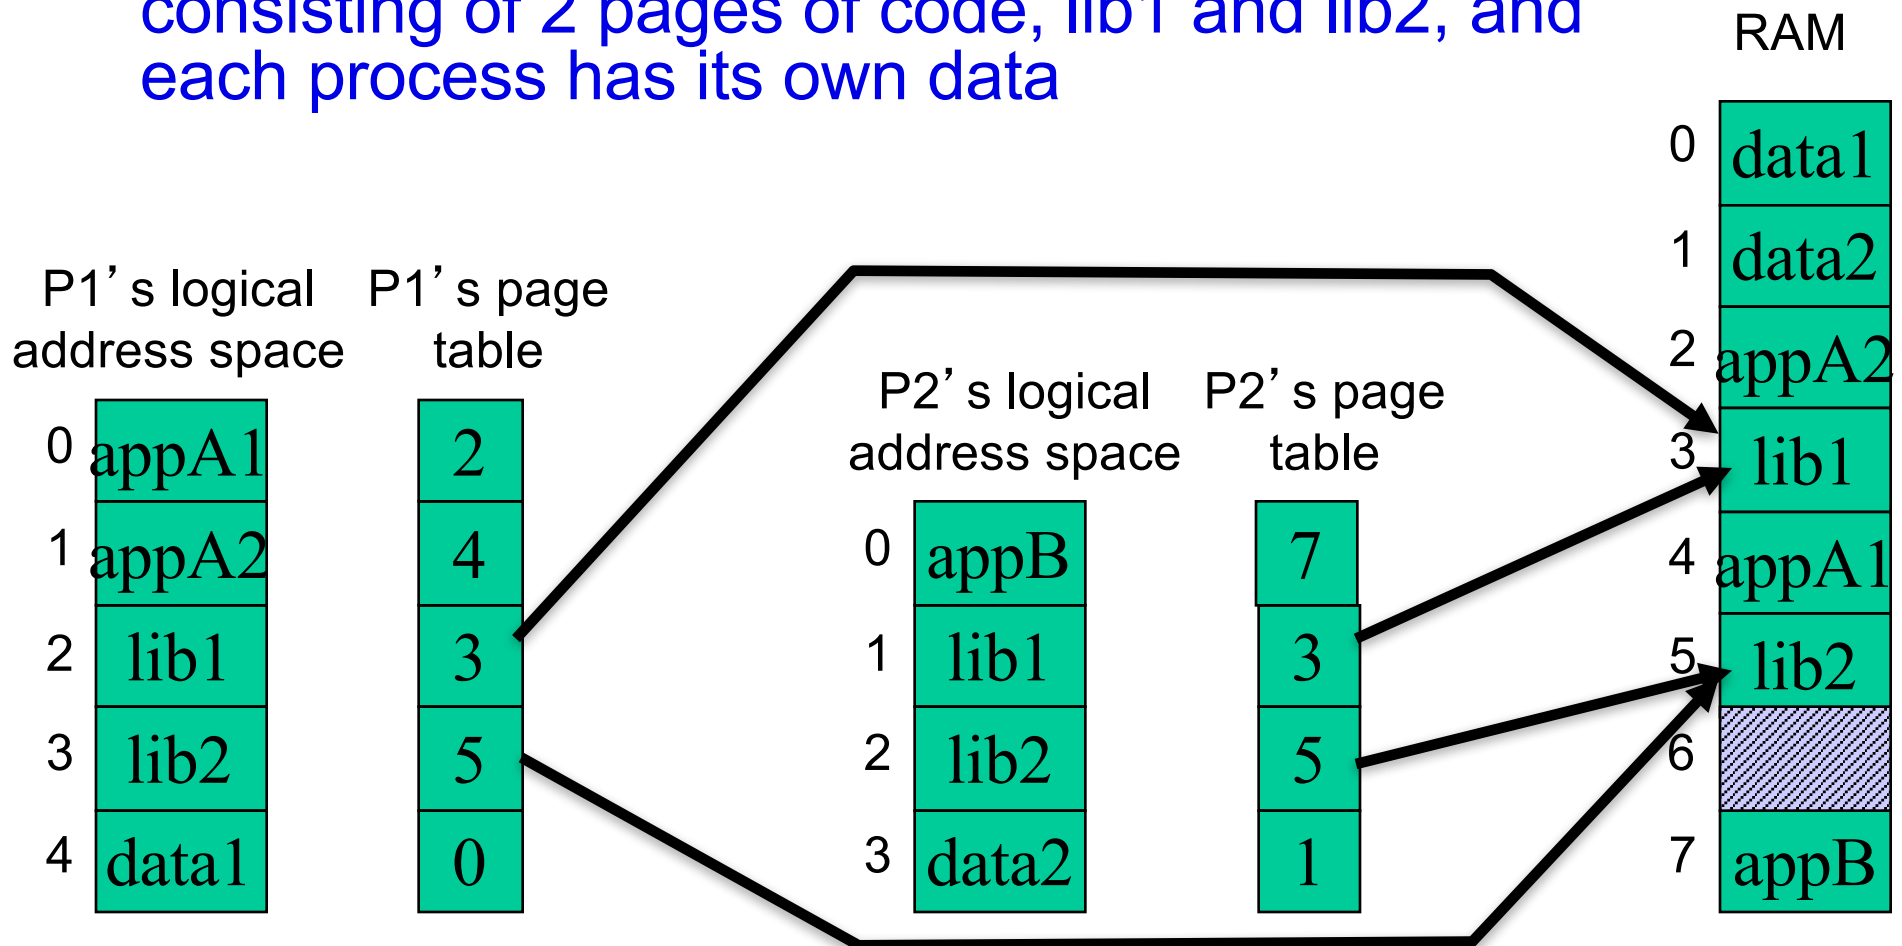 consisting of 2 pages of code, lib1 and lib2, and
each process has its own data
RAM
P1’s logical
address space
0 appA1
1 appA2
2 lib1
3 lib2
4 data1
P1’s page
table
2
4
3
5
0
P2’s logical
address space
0 appB
1 lib1
2 lib2
3 data2
P2’s page
table
7
3
5
1
0 data1
1 data2
2 appA2
3 lib1
4 appA1
5 lib2
6
7 appB